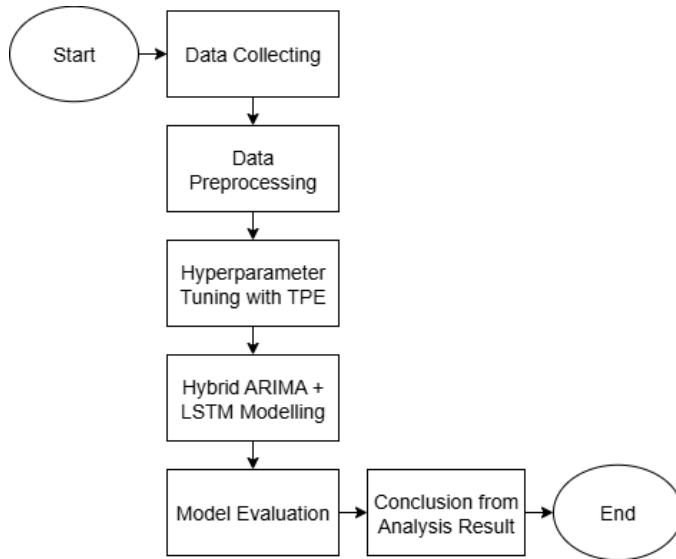 Start
Data Collecting
Data
Preprocessing
Hyperparameter
Tuning with TPE
Hybrid ARIMA +
LSTM Modelling
Model Evaluation
Conclusion from
Analysis Result
End